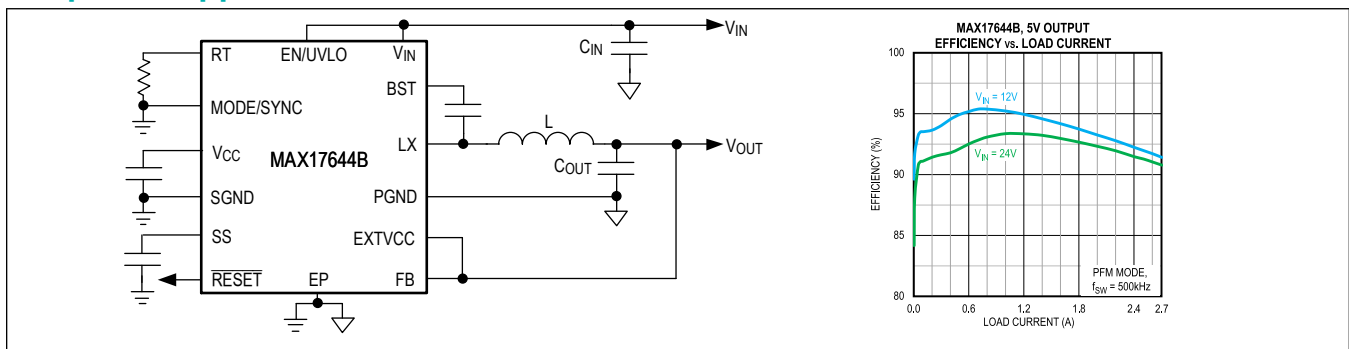 RT
EN/UVLO
VIN
VIN
CIN
BST
MODE/SYNC
LX
L
VOUT
VCC
MAX17644B
COUT
SGND
PGND
SS
EXTVCC
RESET
EP
FB
MAX17644B, 5V OUTPUT
EFFICIENCY vs. LOAD CURRENT
100
95
90
85
80
EFFICIENCY (%)
VIN = 12V
VIN = 24V
PFM MODE,
fSW = 500kHz
0.0 0.6 1.2 1.8 2.4 2.7
LOAD CURRENT (A)